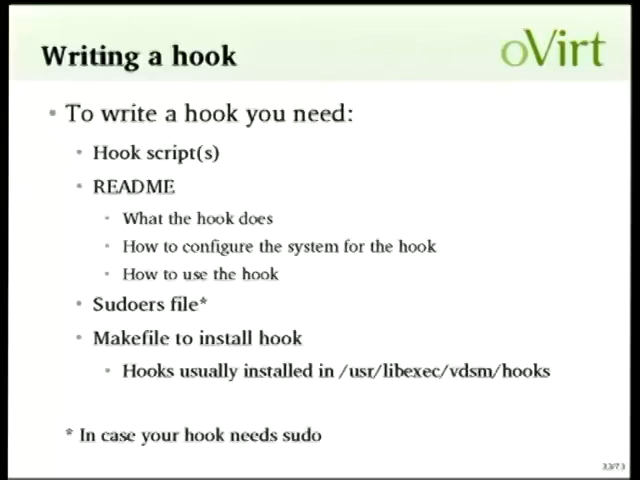 Writing a hook
oVirt
• To write a hook you need:
• Hook script(s)
• README
• What the hook does
• How to configure the system for the hook
• How to use the hook
• Sudoers file*
• Makefile to install hook
• Hooks usually installed in /usr/libexec/vdsm/hooks
* In case your hook needs sudo
33/73